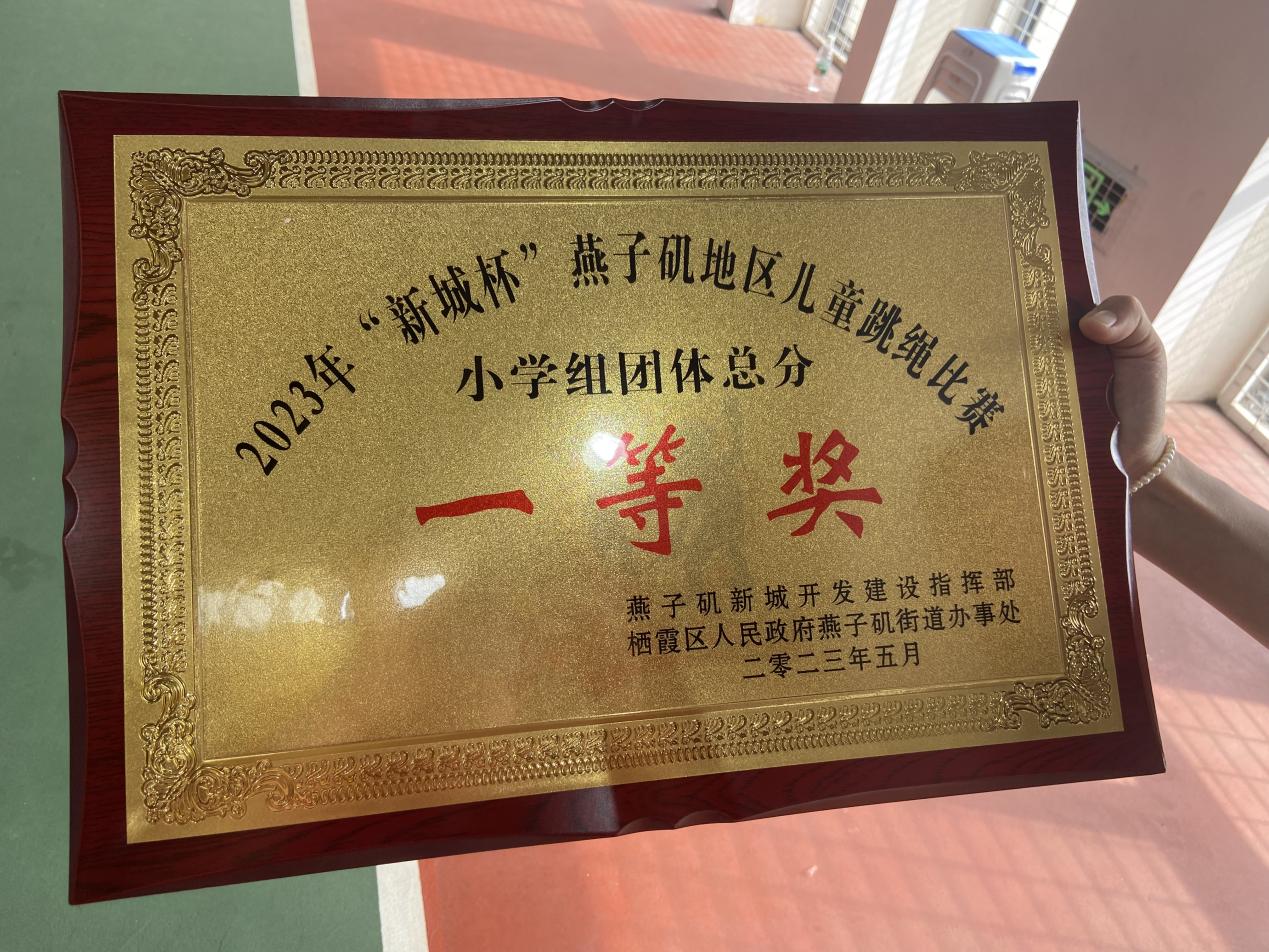 2023年“新城杯”燕子矶地区儿童跳绳比赛
小学组团体总分
一等奖
燕子矶新城开发建设指挥部
栖霞区人民政府燕子矶街道办事处
二零二三年五月